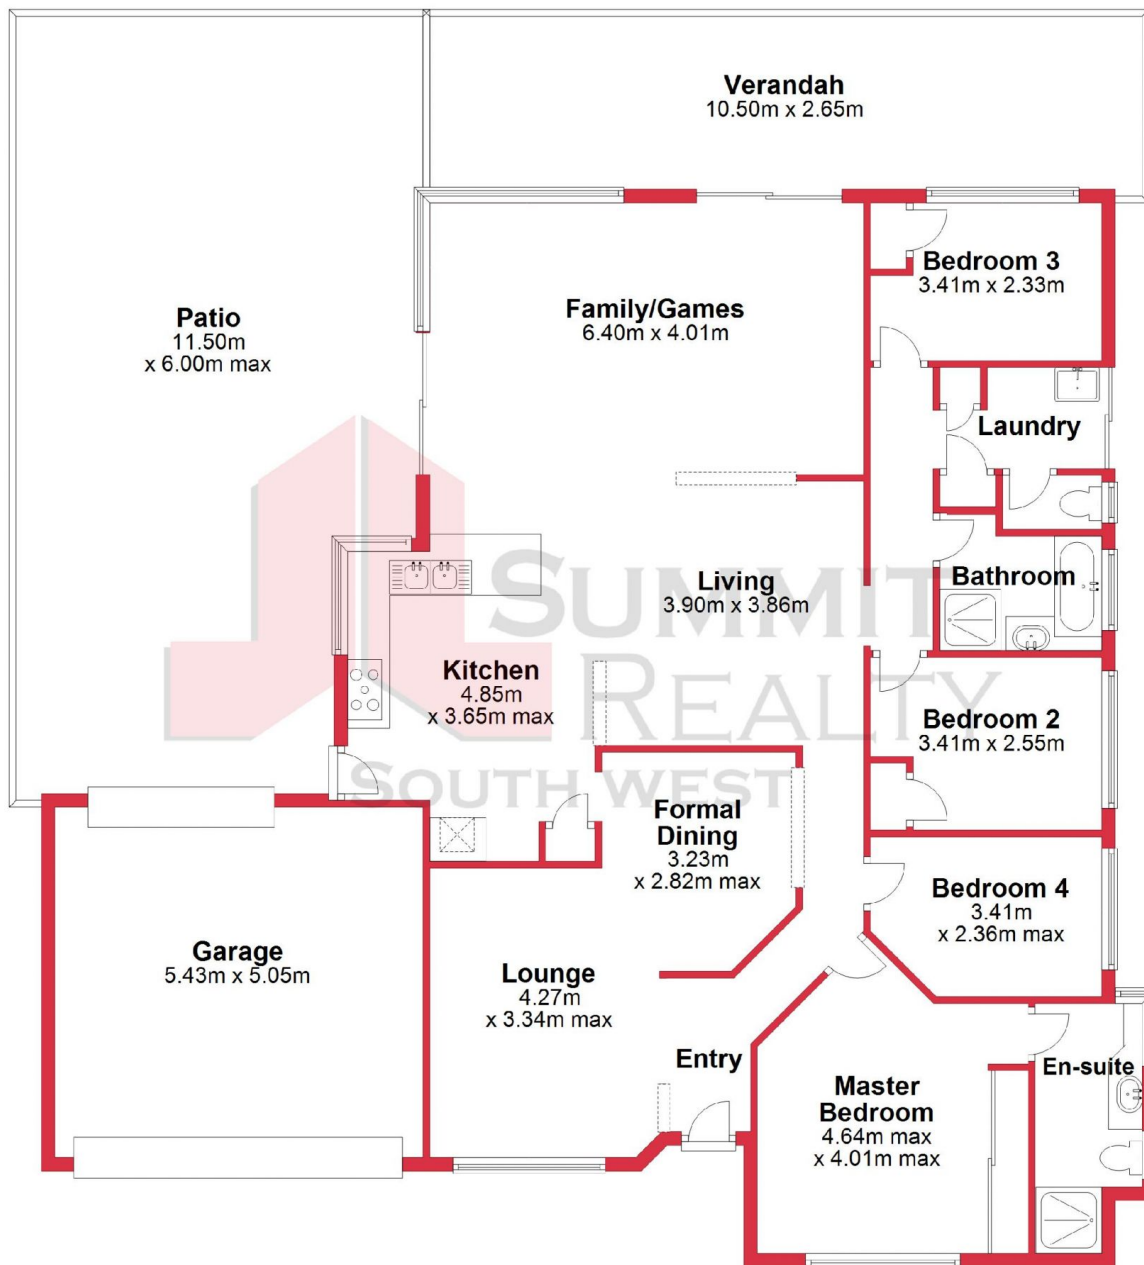 Verandah
10.50m x 2.65m
Bedroom 3
3.41m x 2.33m
Family/Games
6.40m x 4.01m
Patio
11.50m
x 6.00m max
Laundry
Living
3.90m x 3.86m
Bathroom
SUMMIT
REALTY
SOUTH WEST
Kitchen
4.85m
x 3.65m max
Bedroom 2
3.41m x 2.55m
Formal
Dining
3.23m
x 2.82m max
Bedroom 4
3.41m
x 2.36m max
Garage
5.43m x 5.05m
Lounge
4.27m
x 3.34m max
Entry
En-suite
Master
Bedroom
4.64m max
x 4.01m max